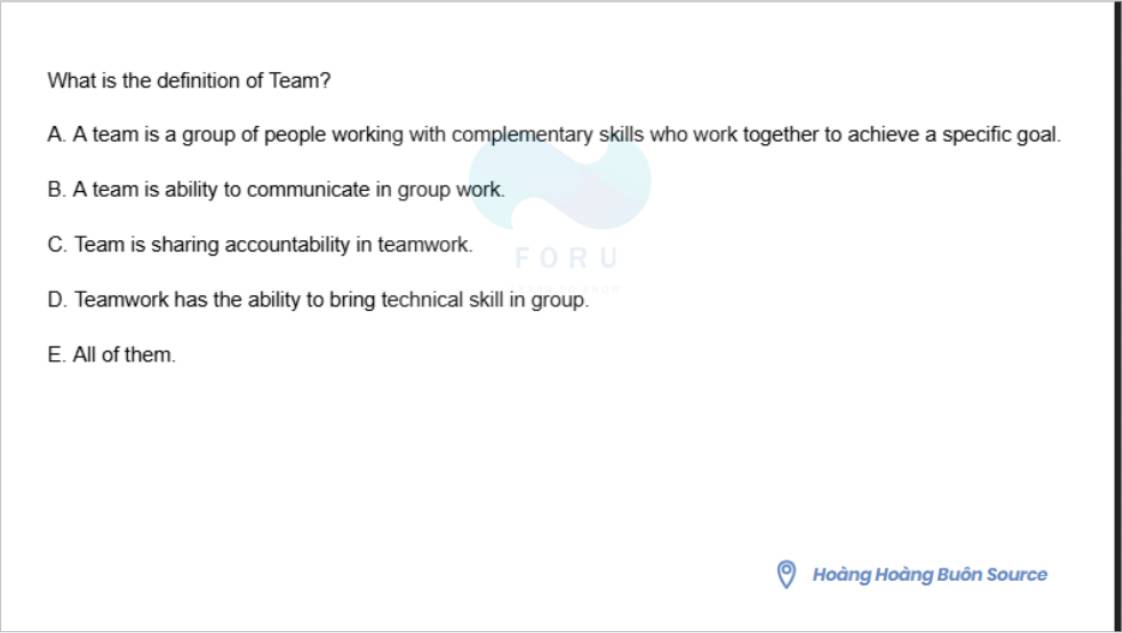 What is the definition of Team?
A. A team is a group of people working with complementary skills who work together to achieve a specific goal.
B. A team is ability to communicate in group work.
C. Team is sharing accountability in teamwork.
FORU
D. Teamwork has the ability to bring technical skill in group.
E. All of them.
Hoàng Hoàng Buôn Source